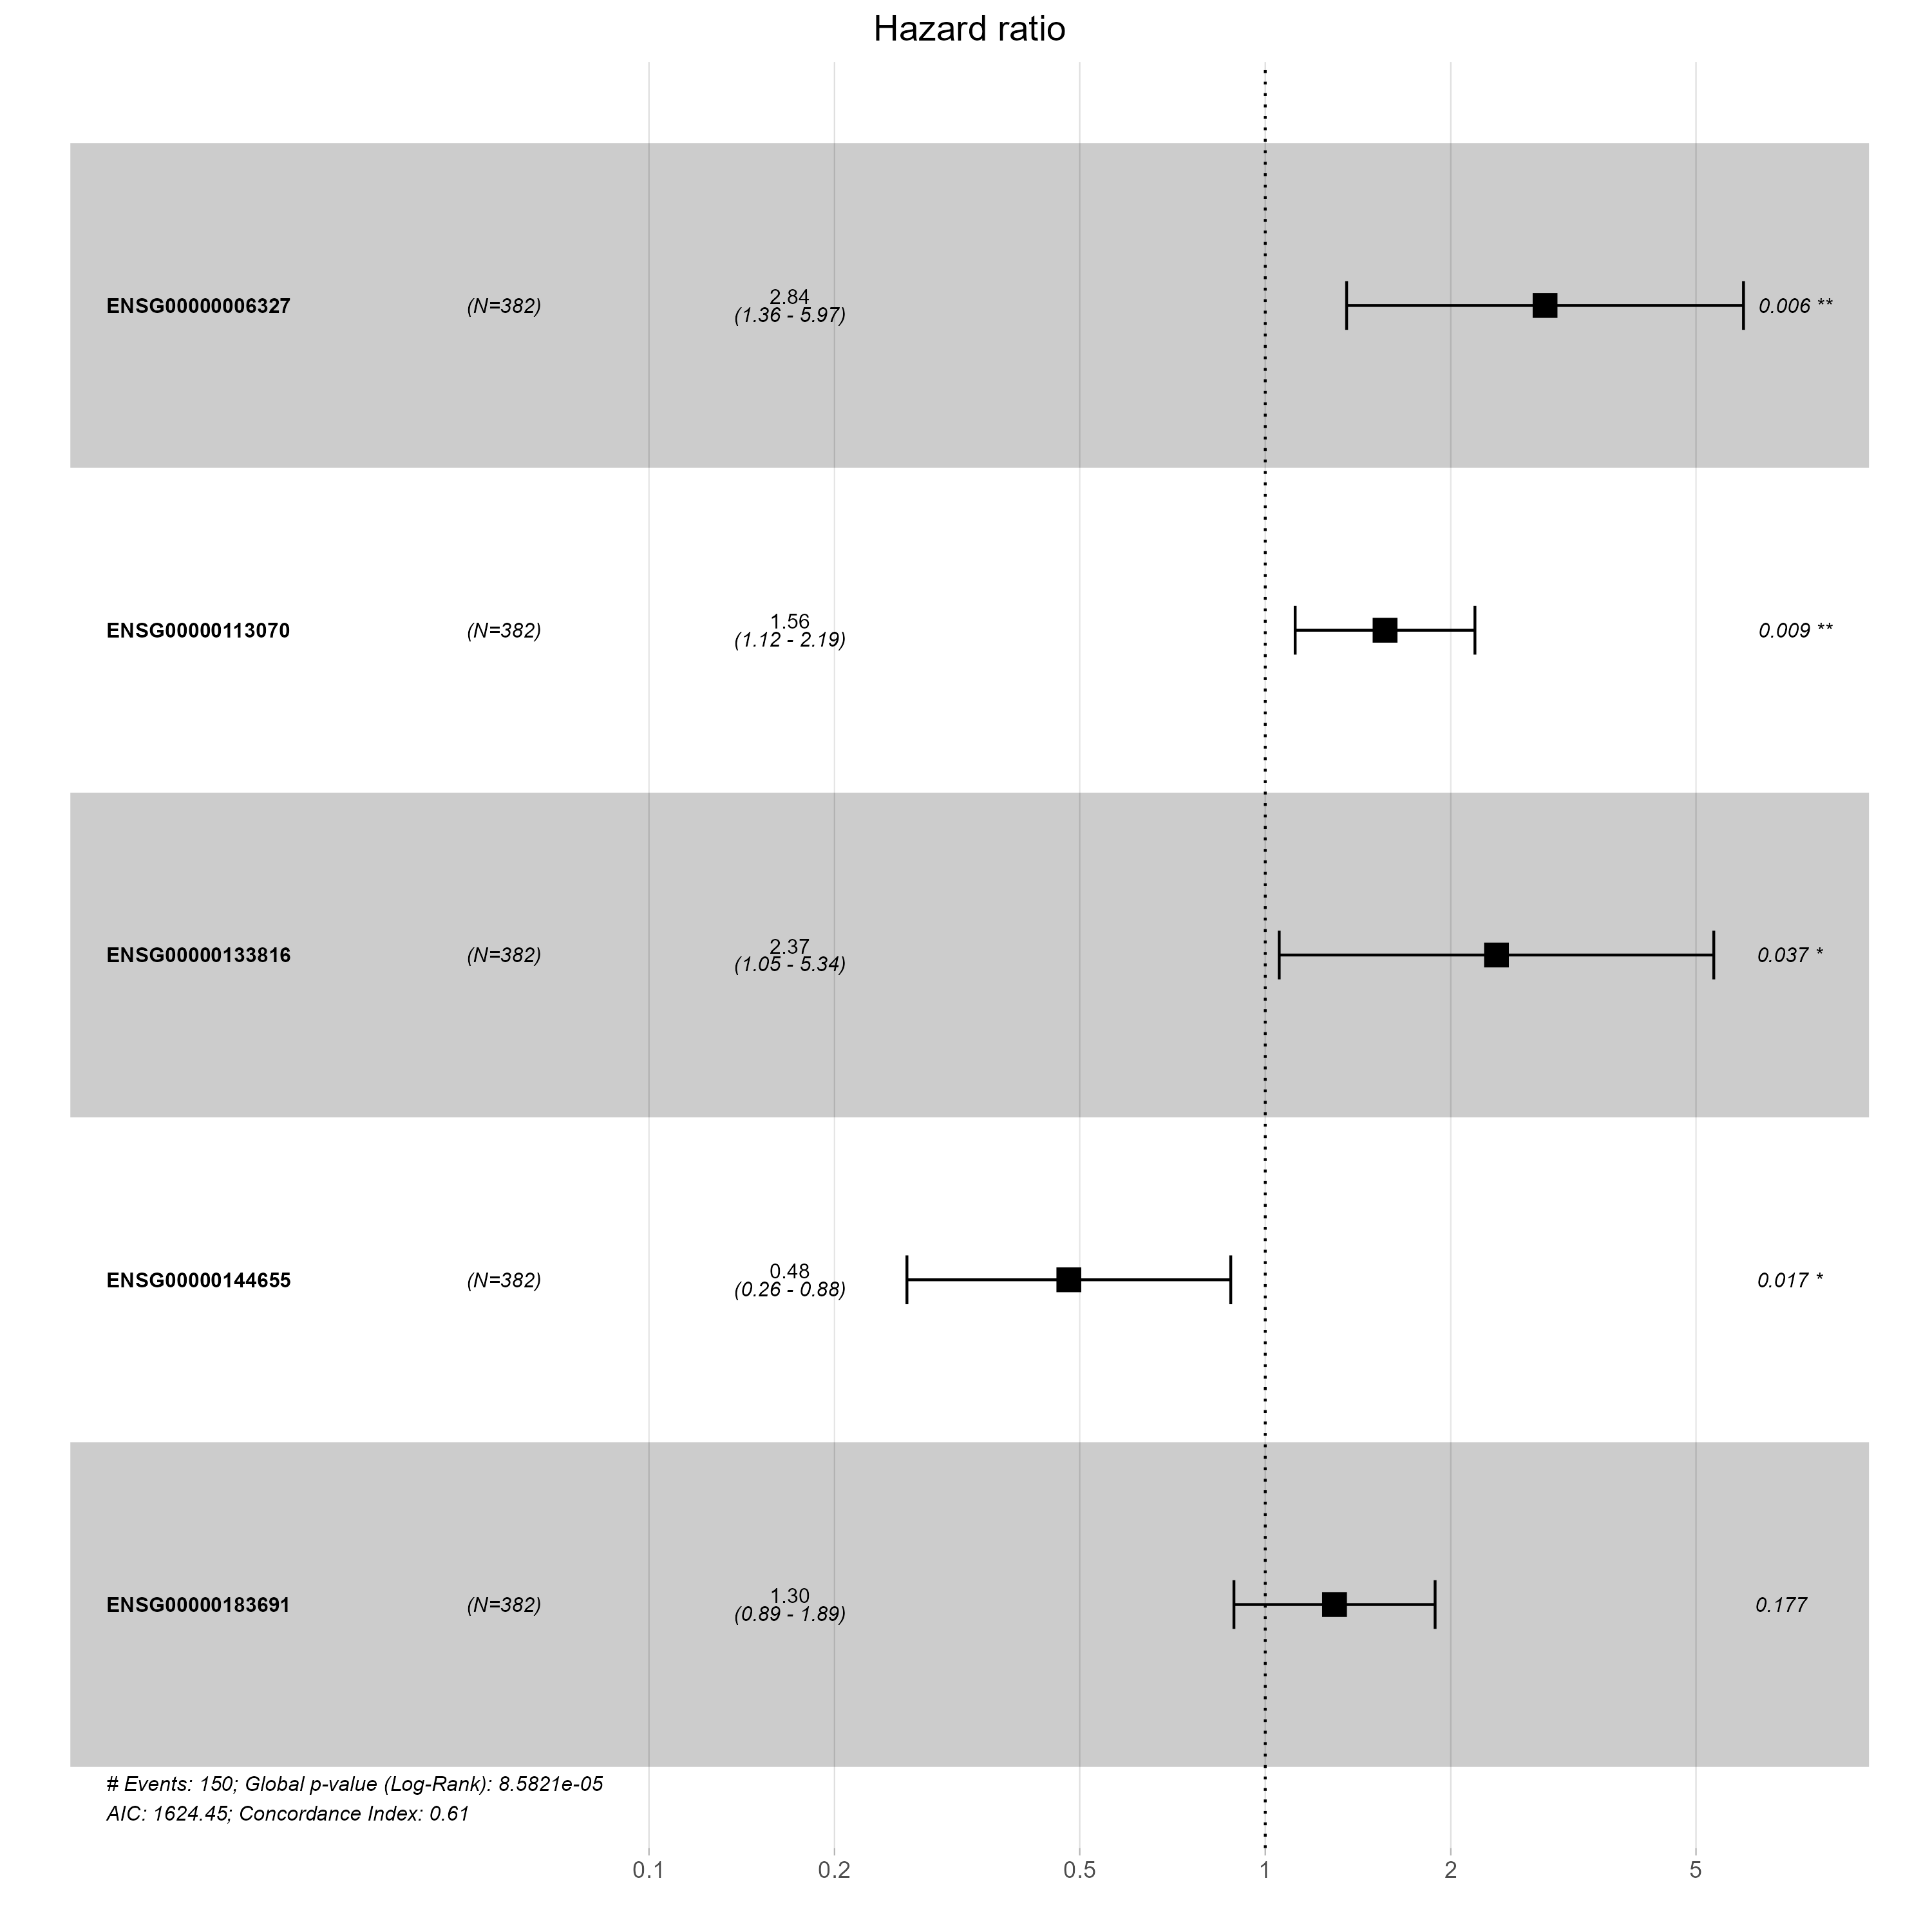 Hazard ratio
ENSG00000006327 (N=382) 2.84 0.006 **
(1.36 - 5.97)
ENSG00000113070 (N=382) 1.56 0.009 **
(1.12 - 2.19)
ENSG00000133816 (N=382) 2.37 0.037 *
(1.05 - 5.34)
ENSG00000144655 (N=382) 0.48 0.017 *
(0.26 - 0.88)
ENSG00000183691 (N=382) 1.30 0.177
(0.89 - 1.89)
# Events: 150; Global p-value (Log-Rank): 8.5821e-05
AIC: 1624.45; Concordance Index: 0.61
0.1 0.2 0.5 1 2 5